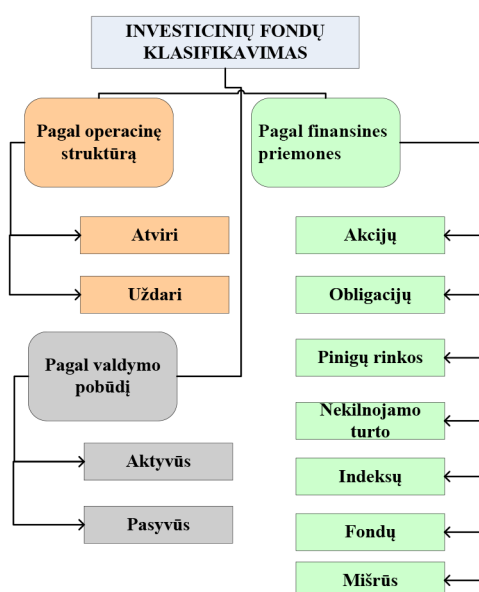 INVESTICINIŲ FONDŲ
KLASIFIKAVIMAS
Pagal operacinę
struktūrą
Atviri
Uždari
Pagal valdymo
pobūdį
Aktyvūs
Pasyvūs
Pagal finansines
priemones
Akcijų
Obligacijų
Pinigų rinkos
Nekilnojamo
turto
Indeksų
Fondų
Mišrūs